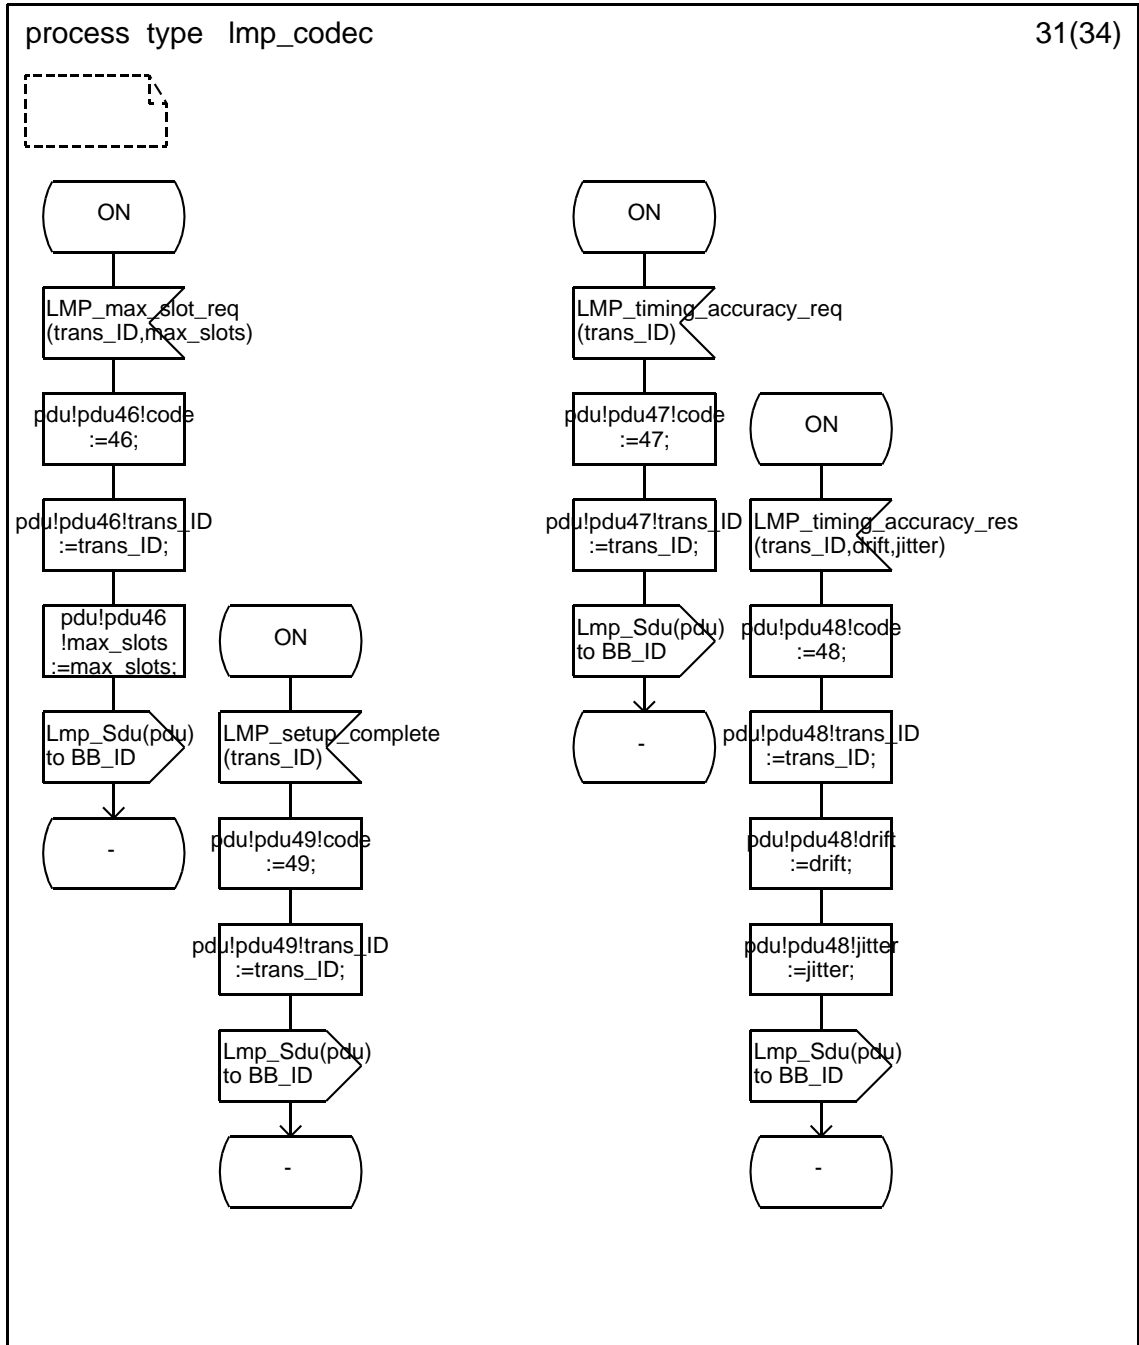 process type lmp_codec
31(34)
ON
LMP_max_slot_req
(trans_ID,max_slots)
pdu!pdu46!code
:=46;
pdu!pdu46!trans_ID
:=trans_ID;
pdu!pdu46
!max_slots
:=max_slots;
Lmp_Sdu(pdu)
to BB_ID
-
ON
LMP_setup_complete
(trans_ID)
pdu!pdu49!code
:=49;
pdu!pdu49!trans_ID
:=trans_ID;
Lmp_Sdu(pdu)
to BB_ID
-
ON
LMP_timing_accuracy_req
(trans_ID)
pdu!pdu47!code
:=47;
pdu!pdu47!trans_ID
:=trans_ID;
Lmp_Sdu(pdu)
to BB_ID
-
ON
LMP_timing_accuracy_res
(trans_ID,drift,jitter)
pdu!pdu48!code
:=48;
pdu!pdu48!trans_ID
:=trans_ID;
pdu!pdu48!drift
:=drift;
pdu!pdu48!jitter
:=jitter;
Lmp_Sdu(pdu)
to BB_ID
-